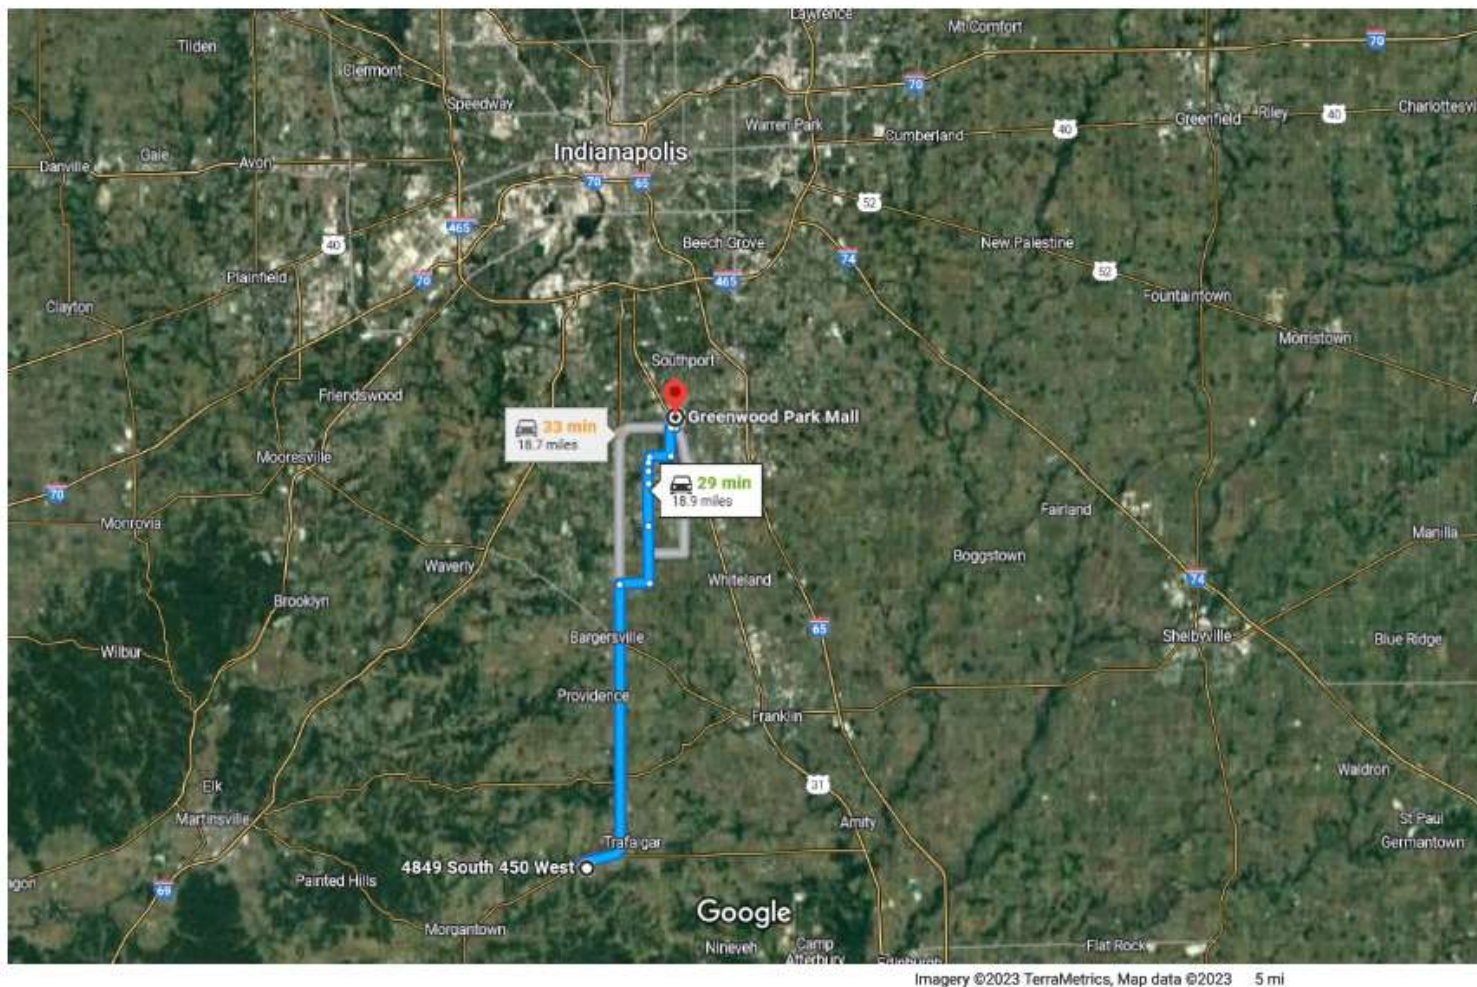 Lawrence
Mt Comfort
Tilden
70
Clermont
70
Speedway
Charlottesvi
Greenfield
Riley
40
Warren Park
40
Cumberland
Indianapolis
Danville
Gale
Avon
70
65
52
465
40
Beech Grove
New Palestine
74
52
Plainfield
70
465
Clayton
Fountaintown
Morristown
Southport
Friendswood
Greenwood Park Mall
33 min
18.7 miles
Mooresville
29 min
18.9 miles
70
Monrovia
Fairland
Manilla
Boggstown
Waverly
Whiteland
74
Brooklyn
Bargersville
65
Shelbyville
Blue Ridge
Wilbur
Providence
Franklin
Waldron
Elk
31
Martinsville
Amity
St Paul
Trafalgar
Germantown
4849 South 450 West
agon
69
Painted Hills
Google
Morgantown
Nineveh
Camp
Atterbury
Flat Rock
Edinburgh
Imagery ©2023 TerraMetrics, Map data ©2023
5 mi